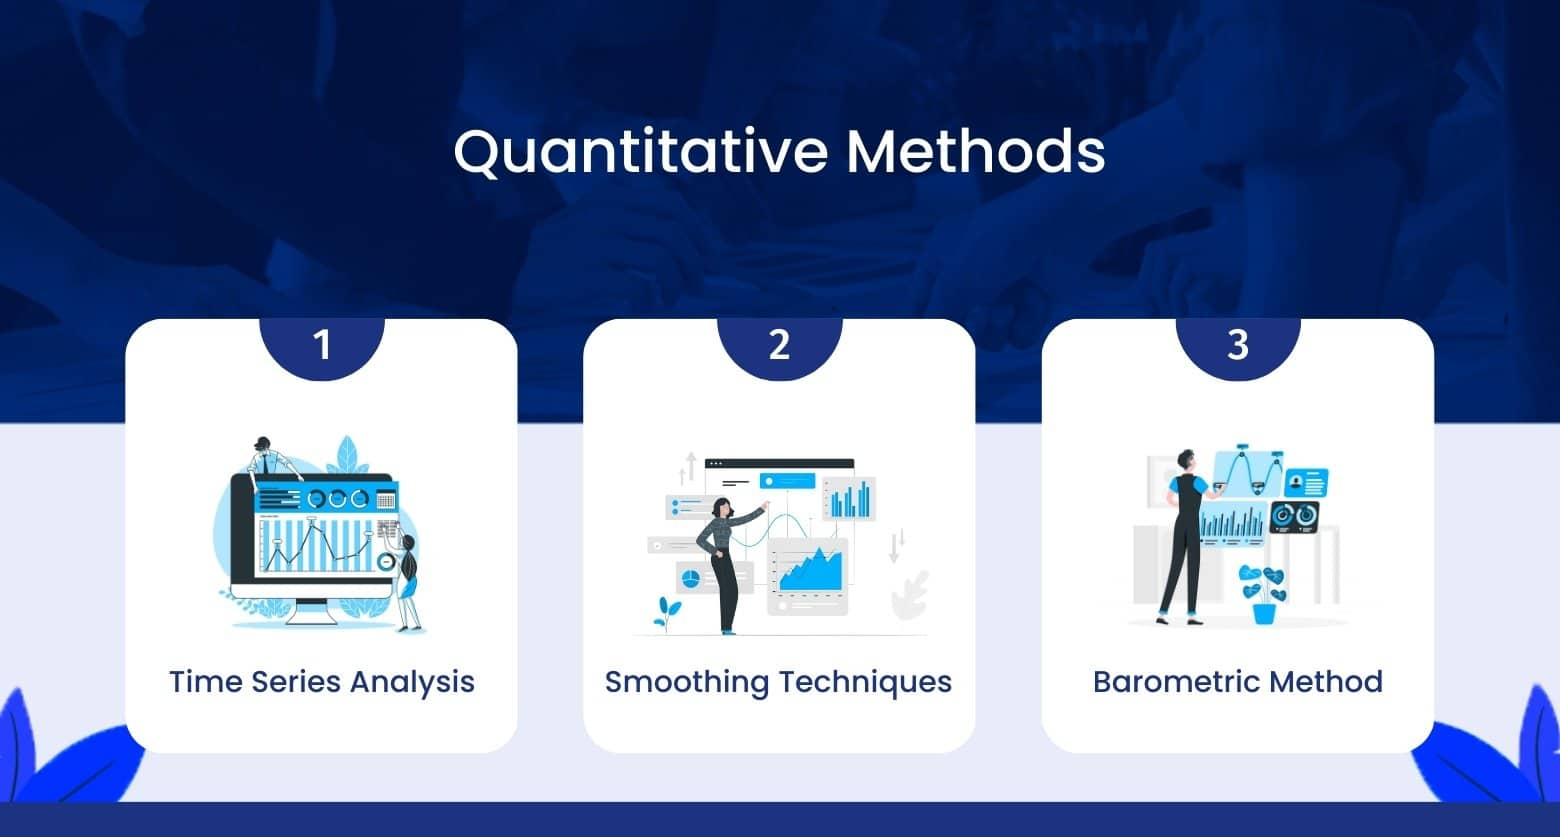 Quantitative Methods
1
2
3
Time Series Analysis
Smoothing Techniques
Barometric Method